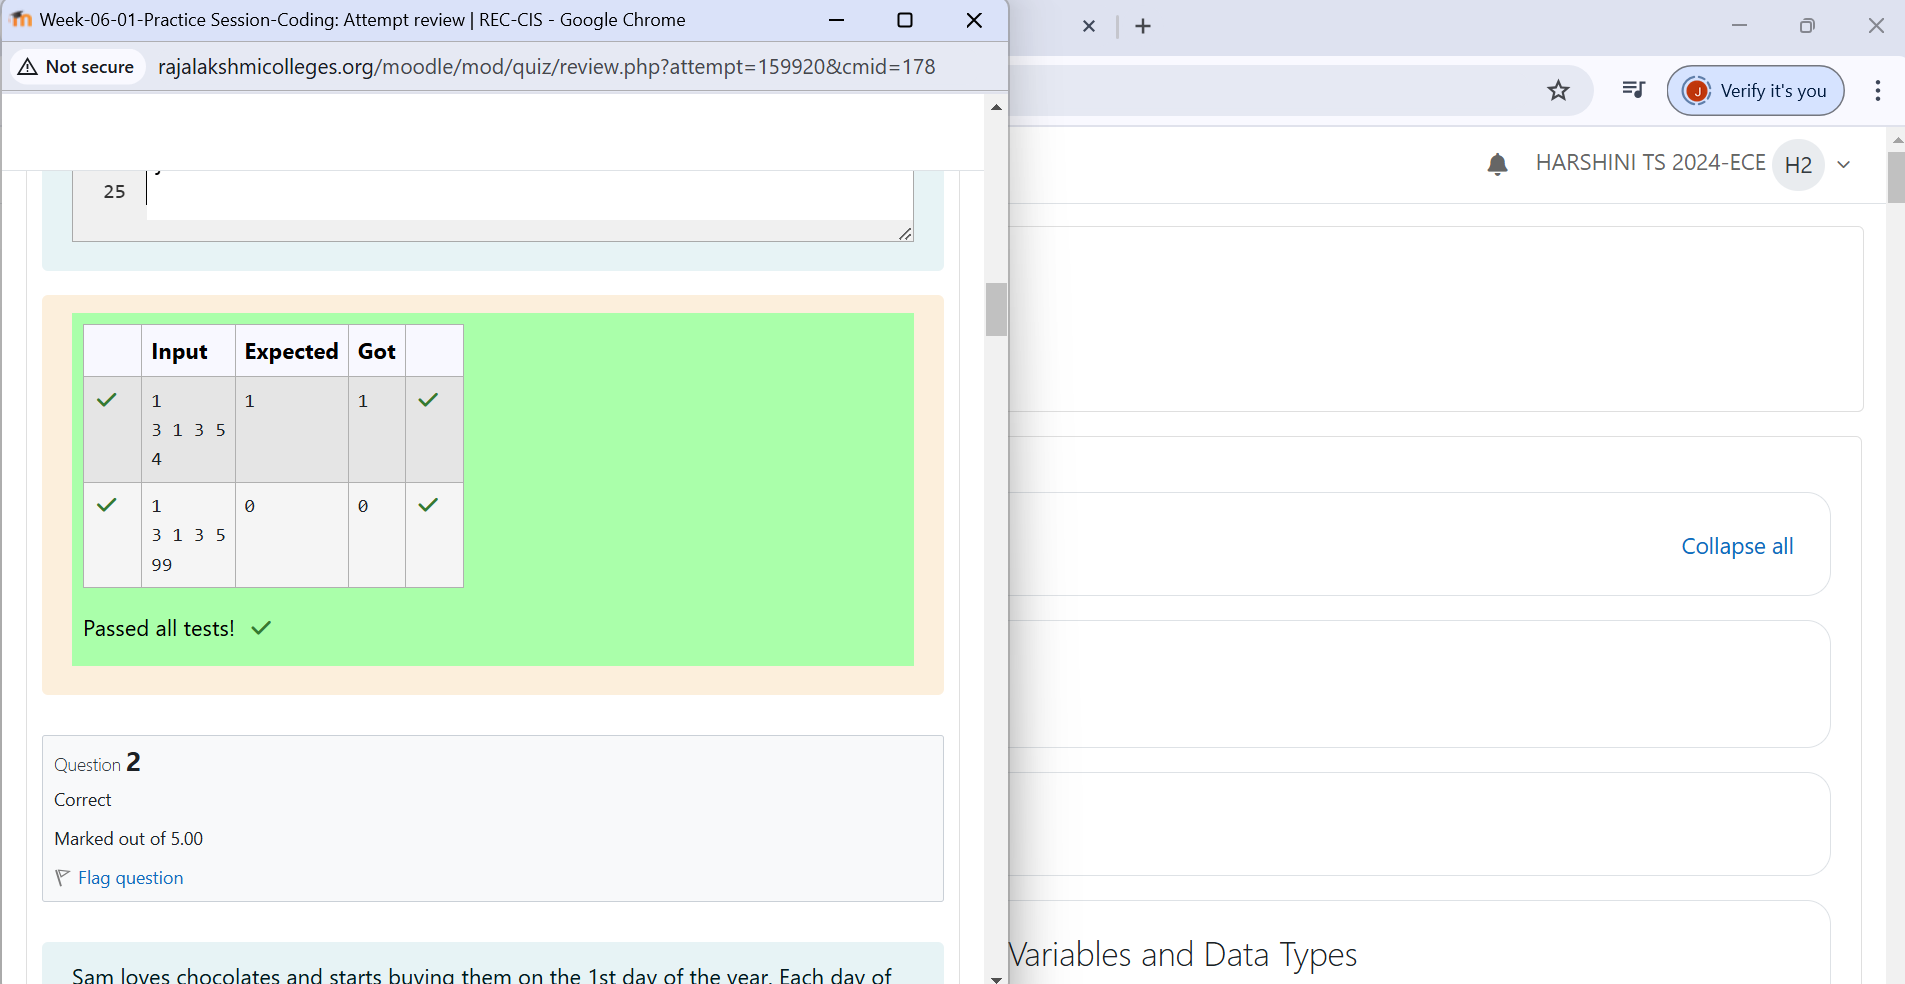 Week-06-01-Practice Session-Coding: Attempt review | REC-CIS - Google Chrome
Not secure
rajalakshmicolleges.org/moodle/mod/quiz/review.php?attempt=159920&cmid=178
Verify it's you
J
HARSHINI TS 2024-ECE
H2
25
Input Expected Got
1 1 1
3 1 3 5
4
1 0 0
3 1 3 5
99
Passed all tests!
Question 2
Correct
Marked out of 5.00
Flag question
Sam loves chocolates and starts buying them on the 1st day of the year. Each day of
Collapse all
Variables and Data Types